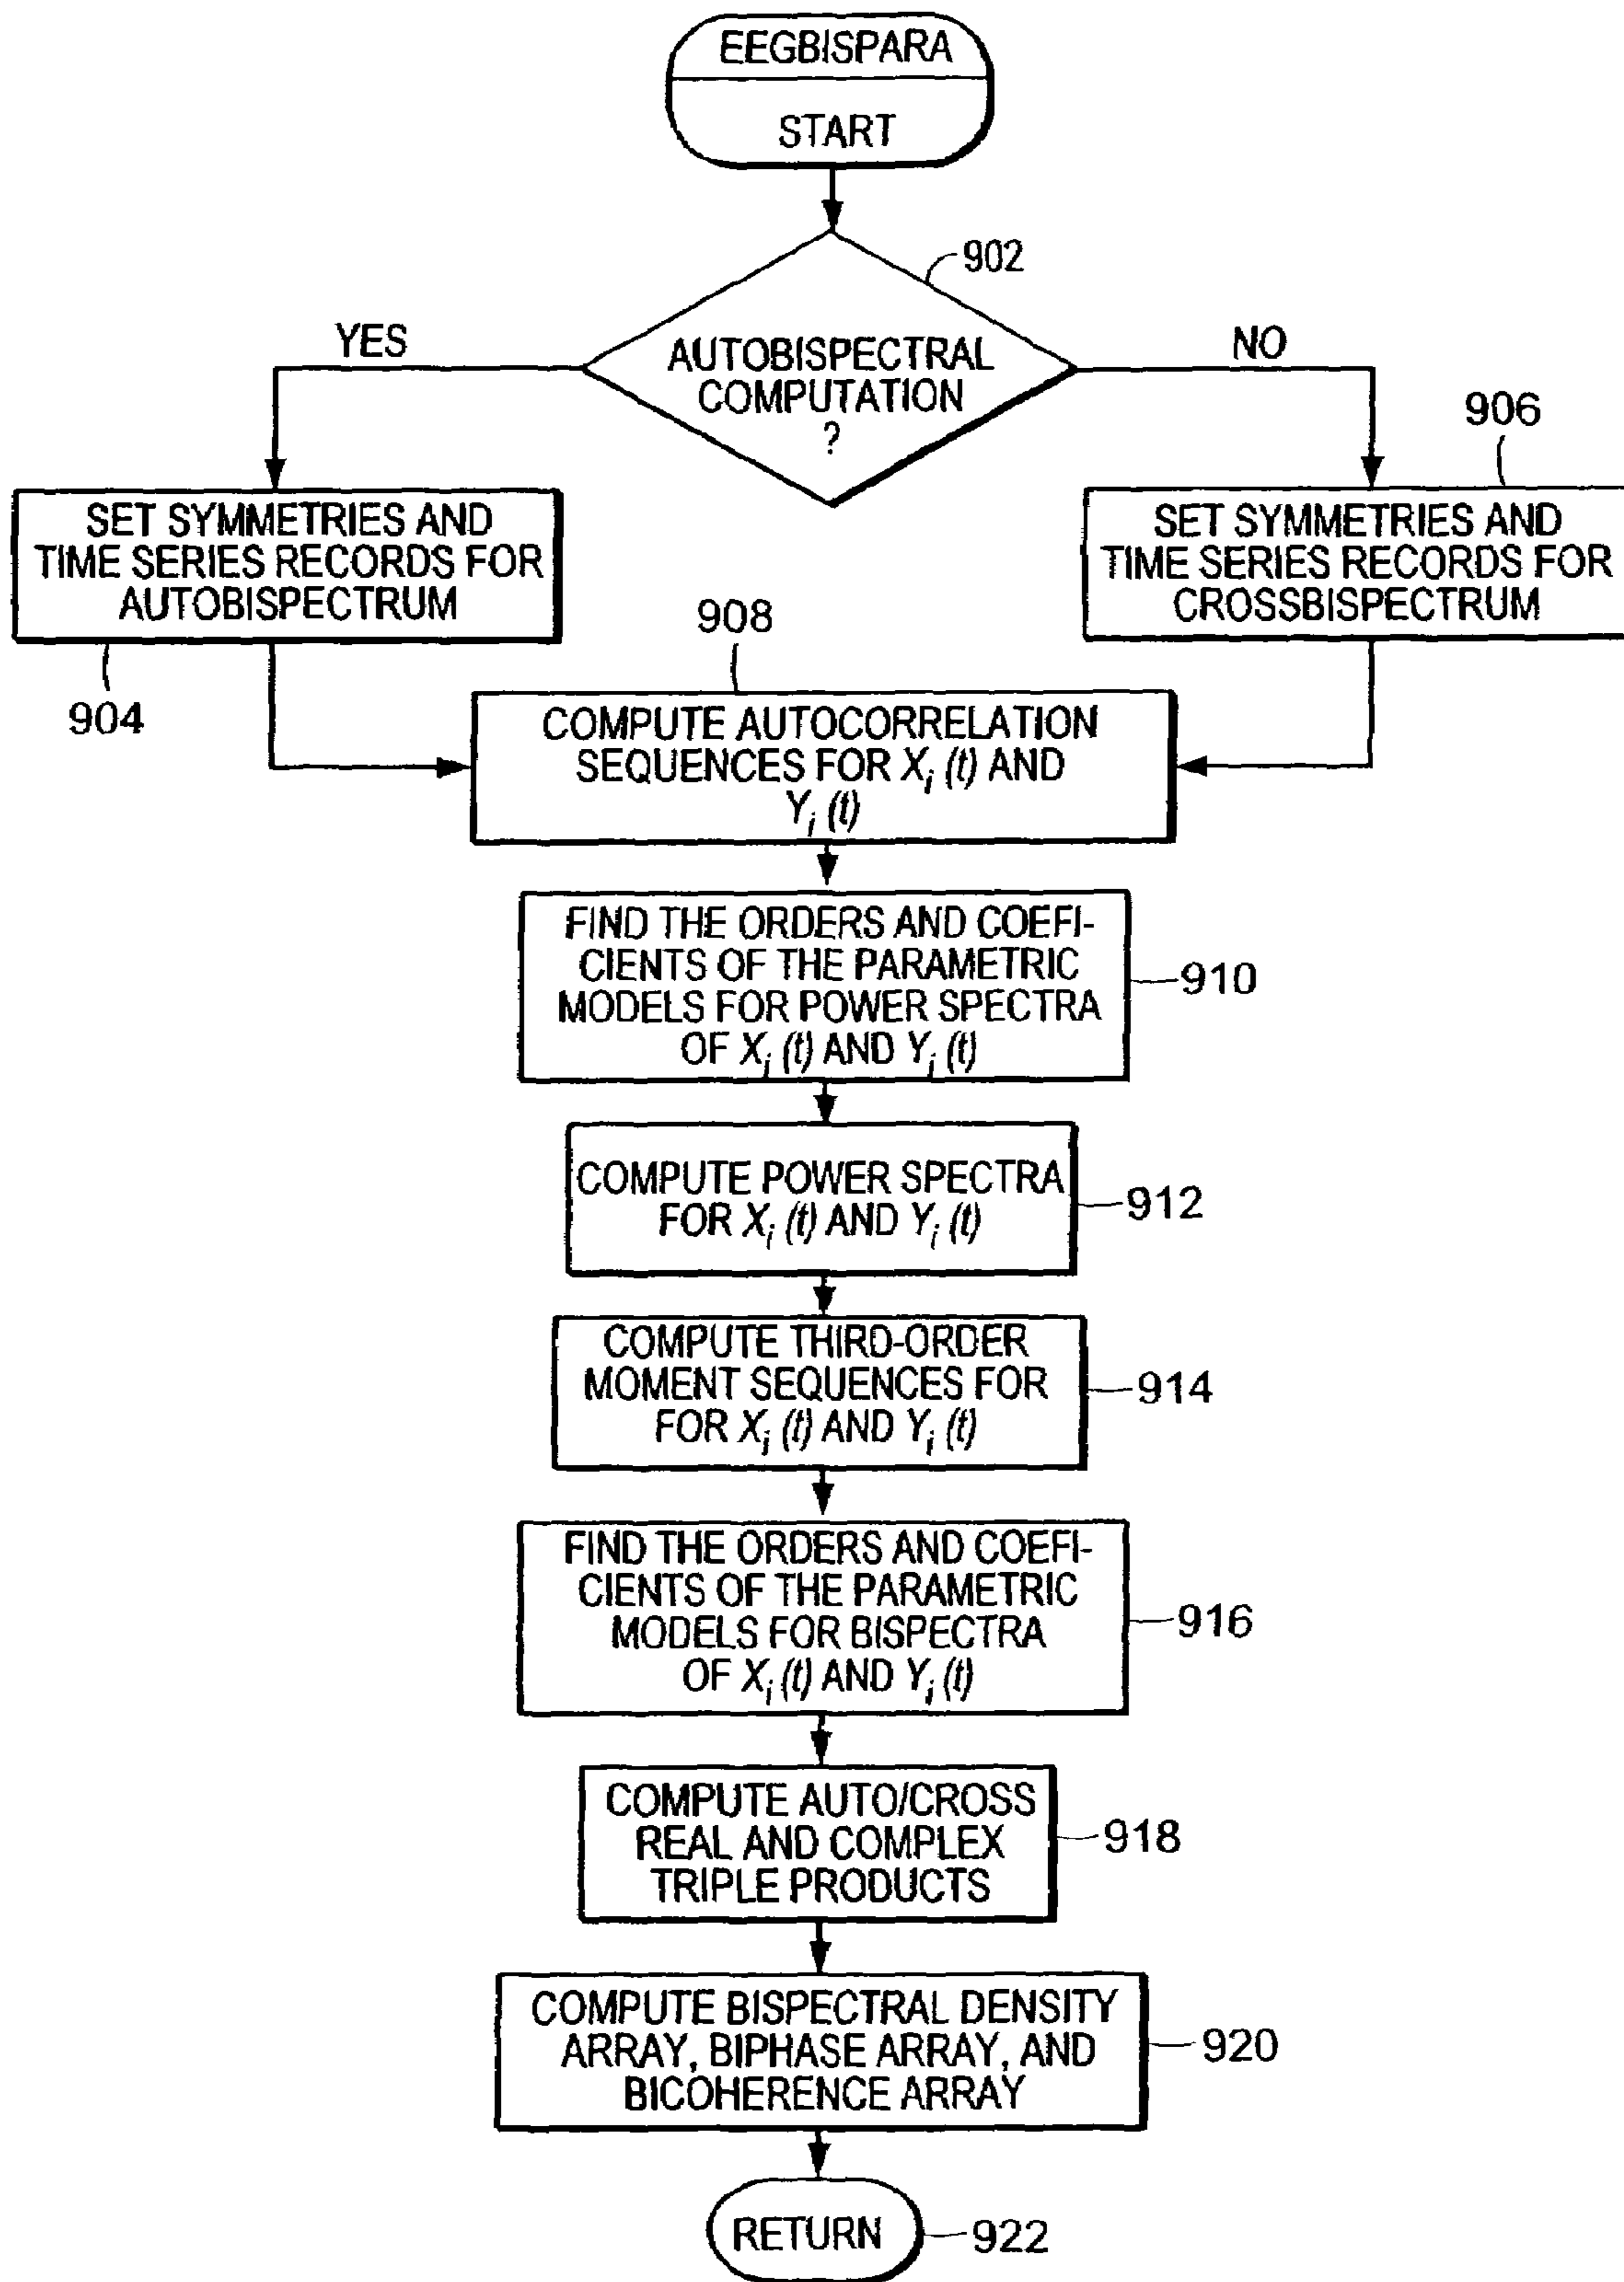 EEGBISPARA
START
902
YES
NO
AUTOBISPECTRAL
COMPUTATION
?
906
SET SYMMETRIES AND
TIME SERIES RECORDS FOR
AUTOBISPECTRUM
SET SYMMETRIES AND
TIME SERIES RECORDS FOR
CROSSBISPECTRUM
908
904
COMPUTE AUTOCORRELATION
SEQUENCES FOR X_i (t) AND
Y_i (t)
FIND THE ORDERS AND COEFI-
CIENTS OF THE PARAMETRIC
MODELS FOR POWER SPECTRA
OF X_i (t) AND Y_i (t)
910
COMPUTE POWER SPECTRA
FOR X_i (t) AND Y_i (t)
912
COMPUTE THIRD-ORDER
MOMENT SEQUENCES FOR
FOR X_i (t) AND Y_i (t)
914
FIND THE ORDERS AND COEFI-
CIENTS OF THE PARAMETRIC
MODELS FOR BISPECTRA
OF X_i (t) AND Y_i (t)
916
COMPUTE AUTO/CROSS
REAL AND COMPLEX
TRIPLE PRODUCTS
918
COMPUTE BISPECTRAL DENSITY
ARRAY, BIPHASE ARRAY, AND
BICOHERENCE ARRAY
920
RETURN
922